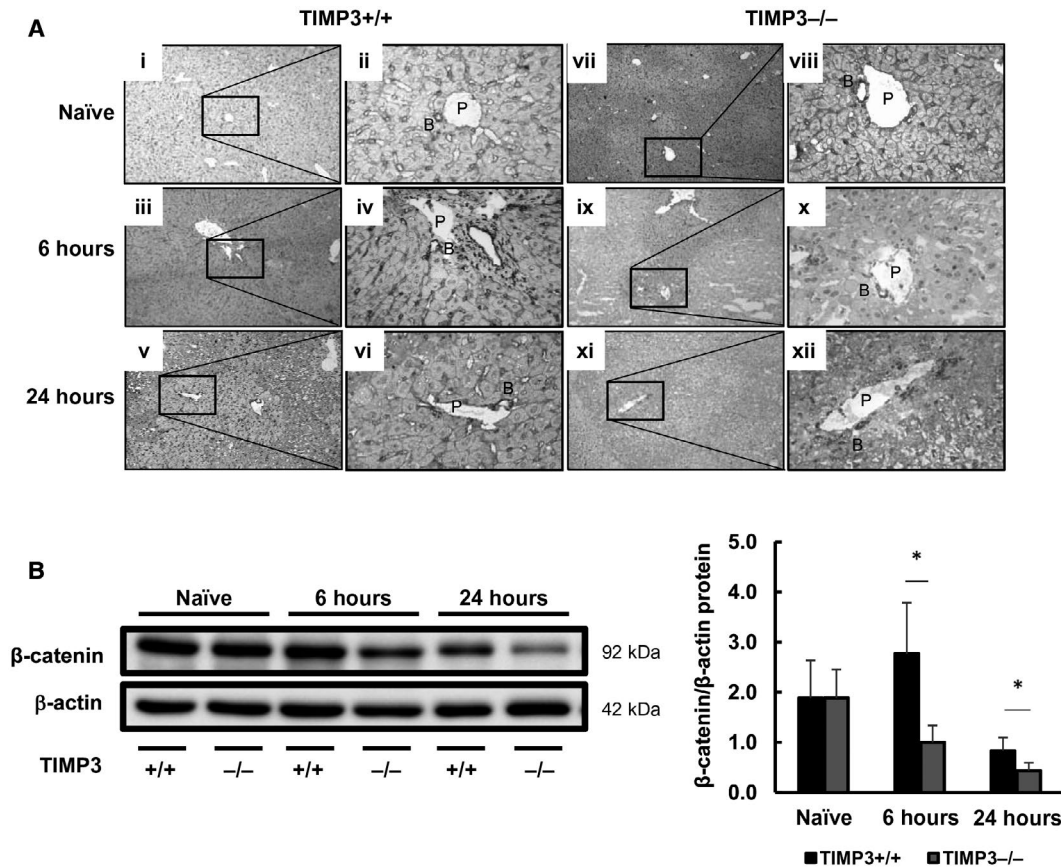 TIMP3+/+ TIMP3–/–
A
i ii vii viii
Naïve
P B B P
iii iv ix x
6 hours
P B P B
v vi xi xii
24 hours
P B P B
B
Naïve 6 hours 24 hours
β-catenin 92 kDa
β-actin 42 kDa
TIMP3 +/+ –/– +/+ –/– +/+ –/–
β-catenin/β-actin protein
5.0
4.0
3.0
2.0
1.0
0.0
*
*
Naïve 6 hours 24 hours
TIMP3+/+ TIMP3–/–